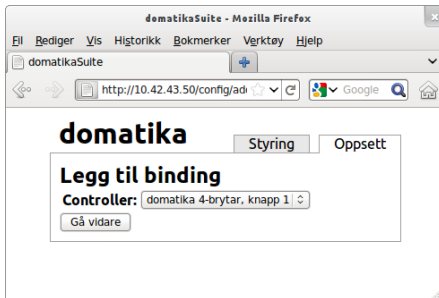 domatikaSuite - Mozilla Firefox
Fil Rediger Vis Historikk Bokmerker Verktøy Hjelp
domatikaSuite
http://10.42.43.50/config/ad Google
domatika
Styring Oppsett
Legg til binding
Controller: domatika 4-brytar, knapp 1
Gå vidare